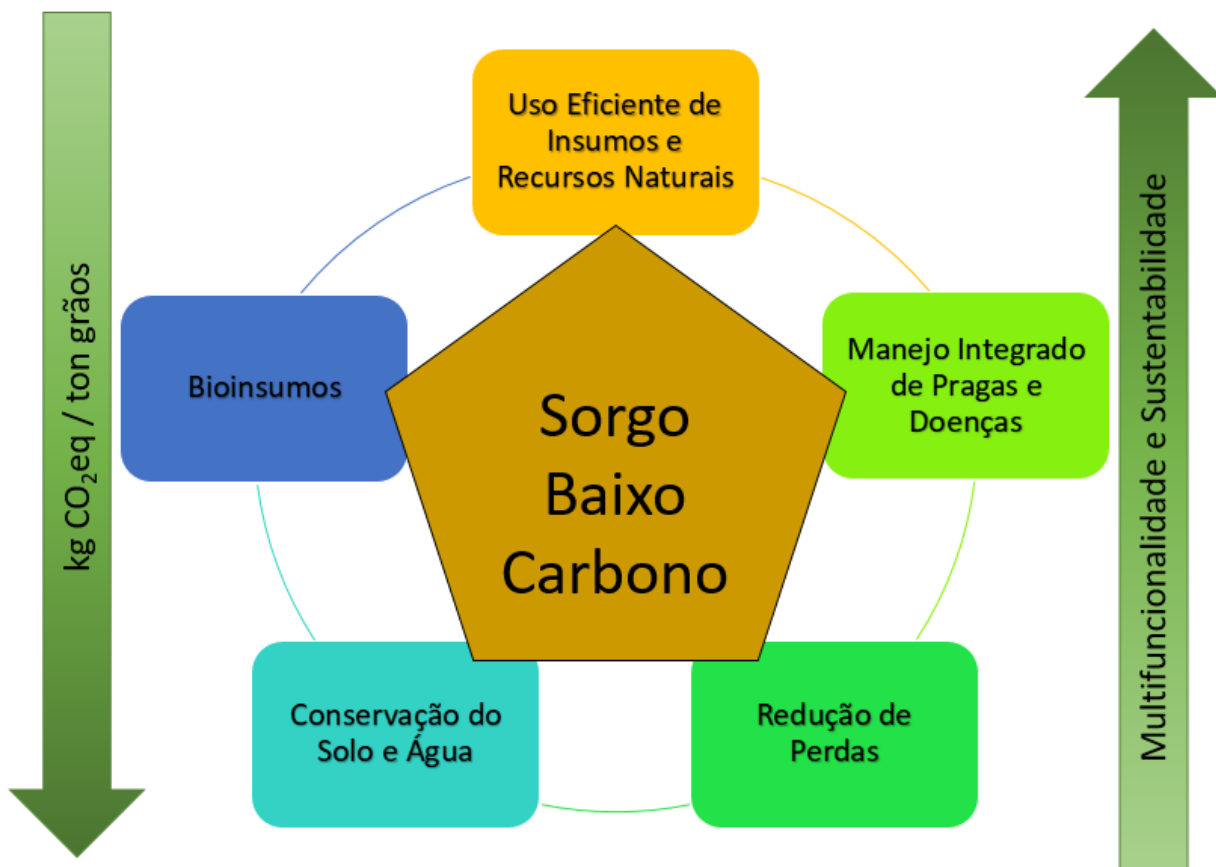 Uso Eficiente de
Insumos e
Recursos Naturais
kg CO₂eq / ton grãos
Bioinsumos
Sorgo
Baixo
Carbono
Manejo Integrado
de Pragas e
Doenças
Multifuncionalidade e Sustentabilidade
Conservação do
Solo e Água
Redução de
Perdas